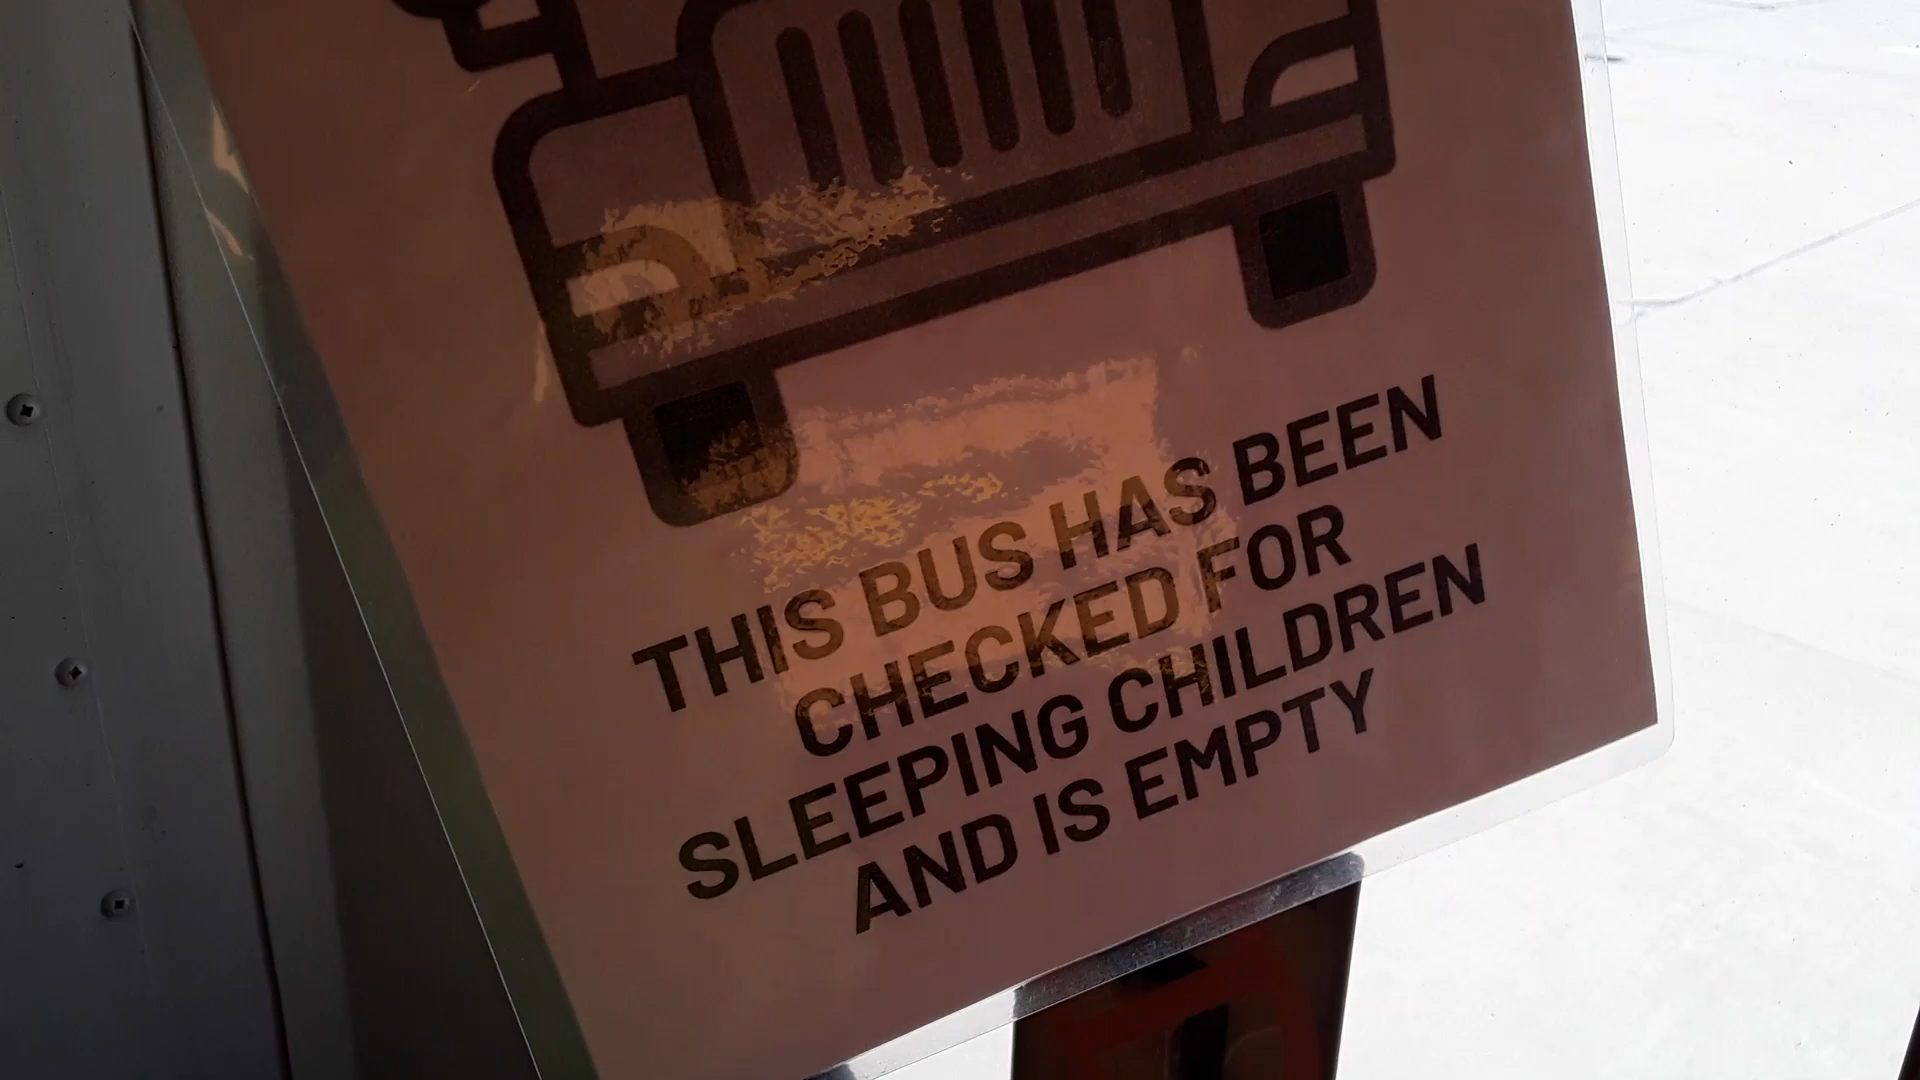 THIS BUS HAS BEEN
CHECKED FOR
SLEEPING CHILDREN
AND IS EMPTY